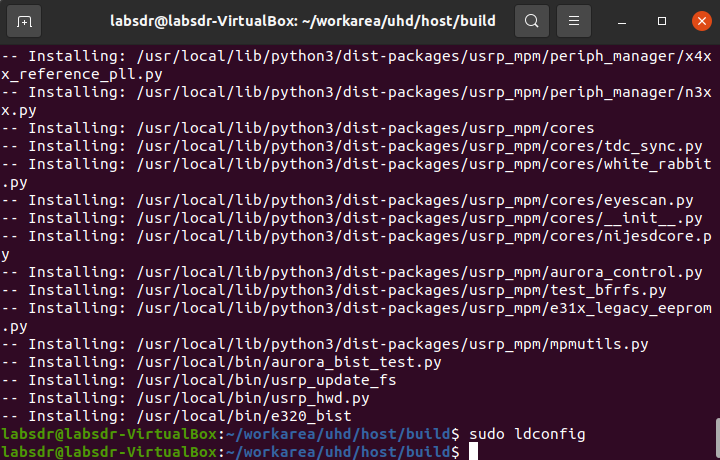 labsdr@labsdr-VirtualBox: ~/workarea/uhd/host/build
-- Installing: /usr/local/lib/python3/dist-packages/usrp_mpm/periph_manager/x4x
x_reference_pll.py
-- Installing: /usr/local/lib/python3/dist-packages/usrp_mpm/periph_manager/n3x
x.py
-- Installing: /usr/local/lib/python3/dist-packages/usrp_mpm/cores
-- Installing: /usr/local/lib/python3/dist-packages/usrp_mpm/cores/tdc_sync.py
-- Installing: /usr/local/lib/python3/dist-packages/usrp_mpm/cores/white_rabbit
.py
-- Installing: /usr/local/lib/python3/dist-packages/usrp_mpm/cores/eyescan.py
-- Installing: /usr/local/lib/python3/dist-packages/usrp_mpm/cores/__init__.py
-- Installing: /usr/local/lib/python3/dist-packages/usrp_mpm/cores/nijesdcore.p
y
-- Installing: /usr/local/lib/python3/dist-packages/usrp_mpm/aurora_control.py
-- Installing: /usr/local/lib/python3/dist-packages/usrp_mpm/test_bfrfs.py
-- Installing: /usr/local/lib/python3/dist-packages/usrp_mpm/e31x_legacy_eeprom
.py
-- Installing: /usr/local/lib/python3/dist-packages/usrp_mpm/mpmutils.py
-- Installing: /usr/local/bin/aurora_bist_test.py
-- Installing: /usr/local/bin/usrp_update_fs
-- Installing: /usr/local/bin/usrp_hwd.py
-- Installing: /usr/local/bin/e320_bist
labsdr@labsdr-VirtualBox:~/workarea/uhd/host/build$ sudo ldconfig
labsdr@labsdr-VirtualBox:~/workarea/uhd/host/build$